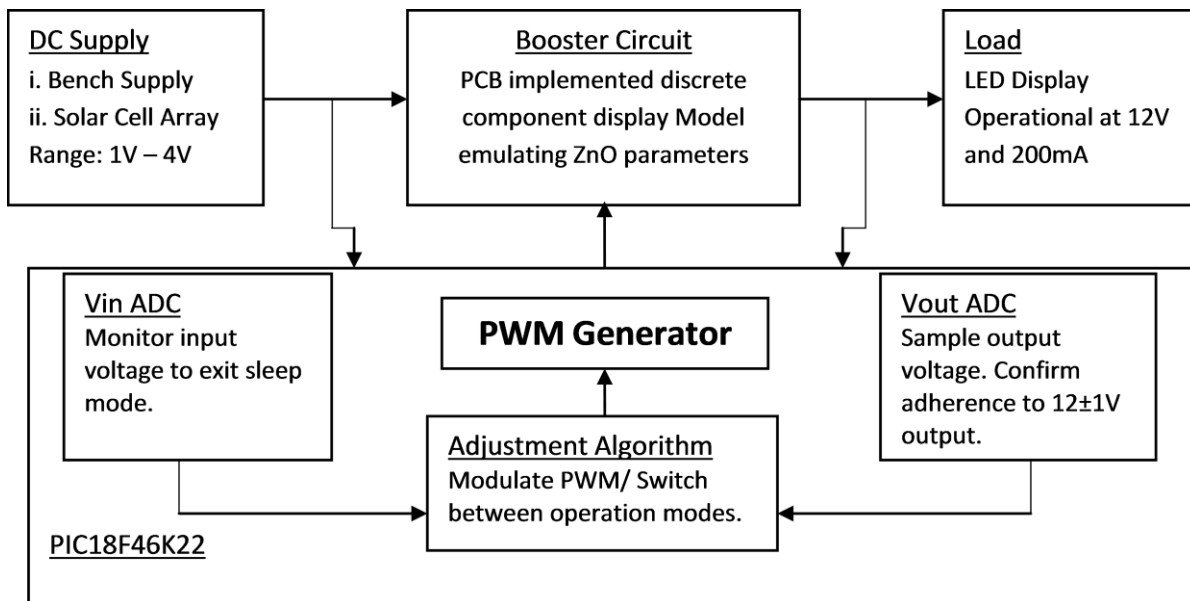 DC Supply
i. Bench Supply
ii. Solar Cell Array
Range: 1V – 4V
Booster Circuit
PCB implemented discrete
component display Model
emulating ZnO parameters
Load
LED Display
Operational at 12V
and 200mA
Vin ADC
Monitor input
voltage to exit sleep
mode.
PWM Generator
Vout ADC
Sample output
voltage. Confirm
adherence to 12±1V
output.
Adjustment Algorithm
Modulate PWM/ Switch
between operation modes.
PIC18F46K22